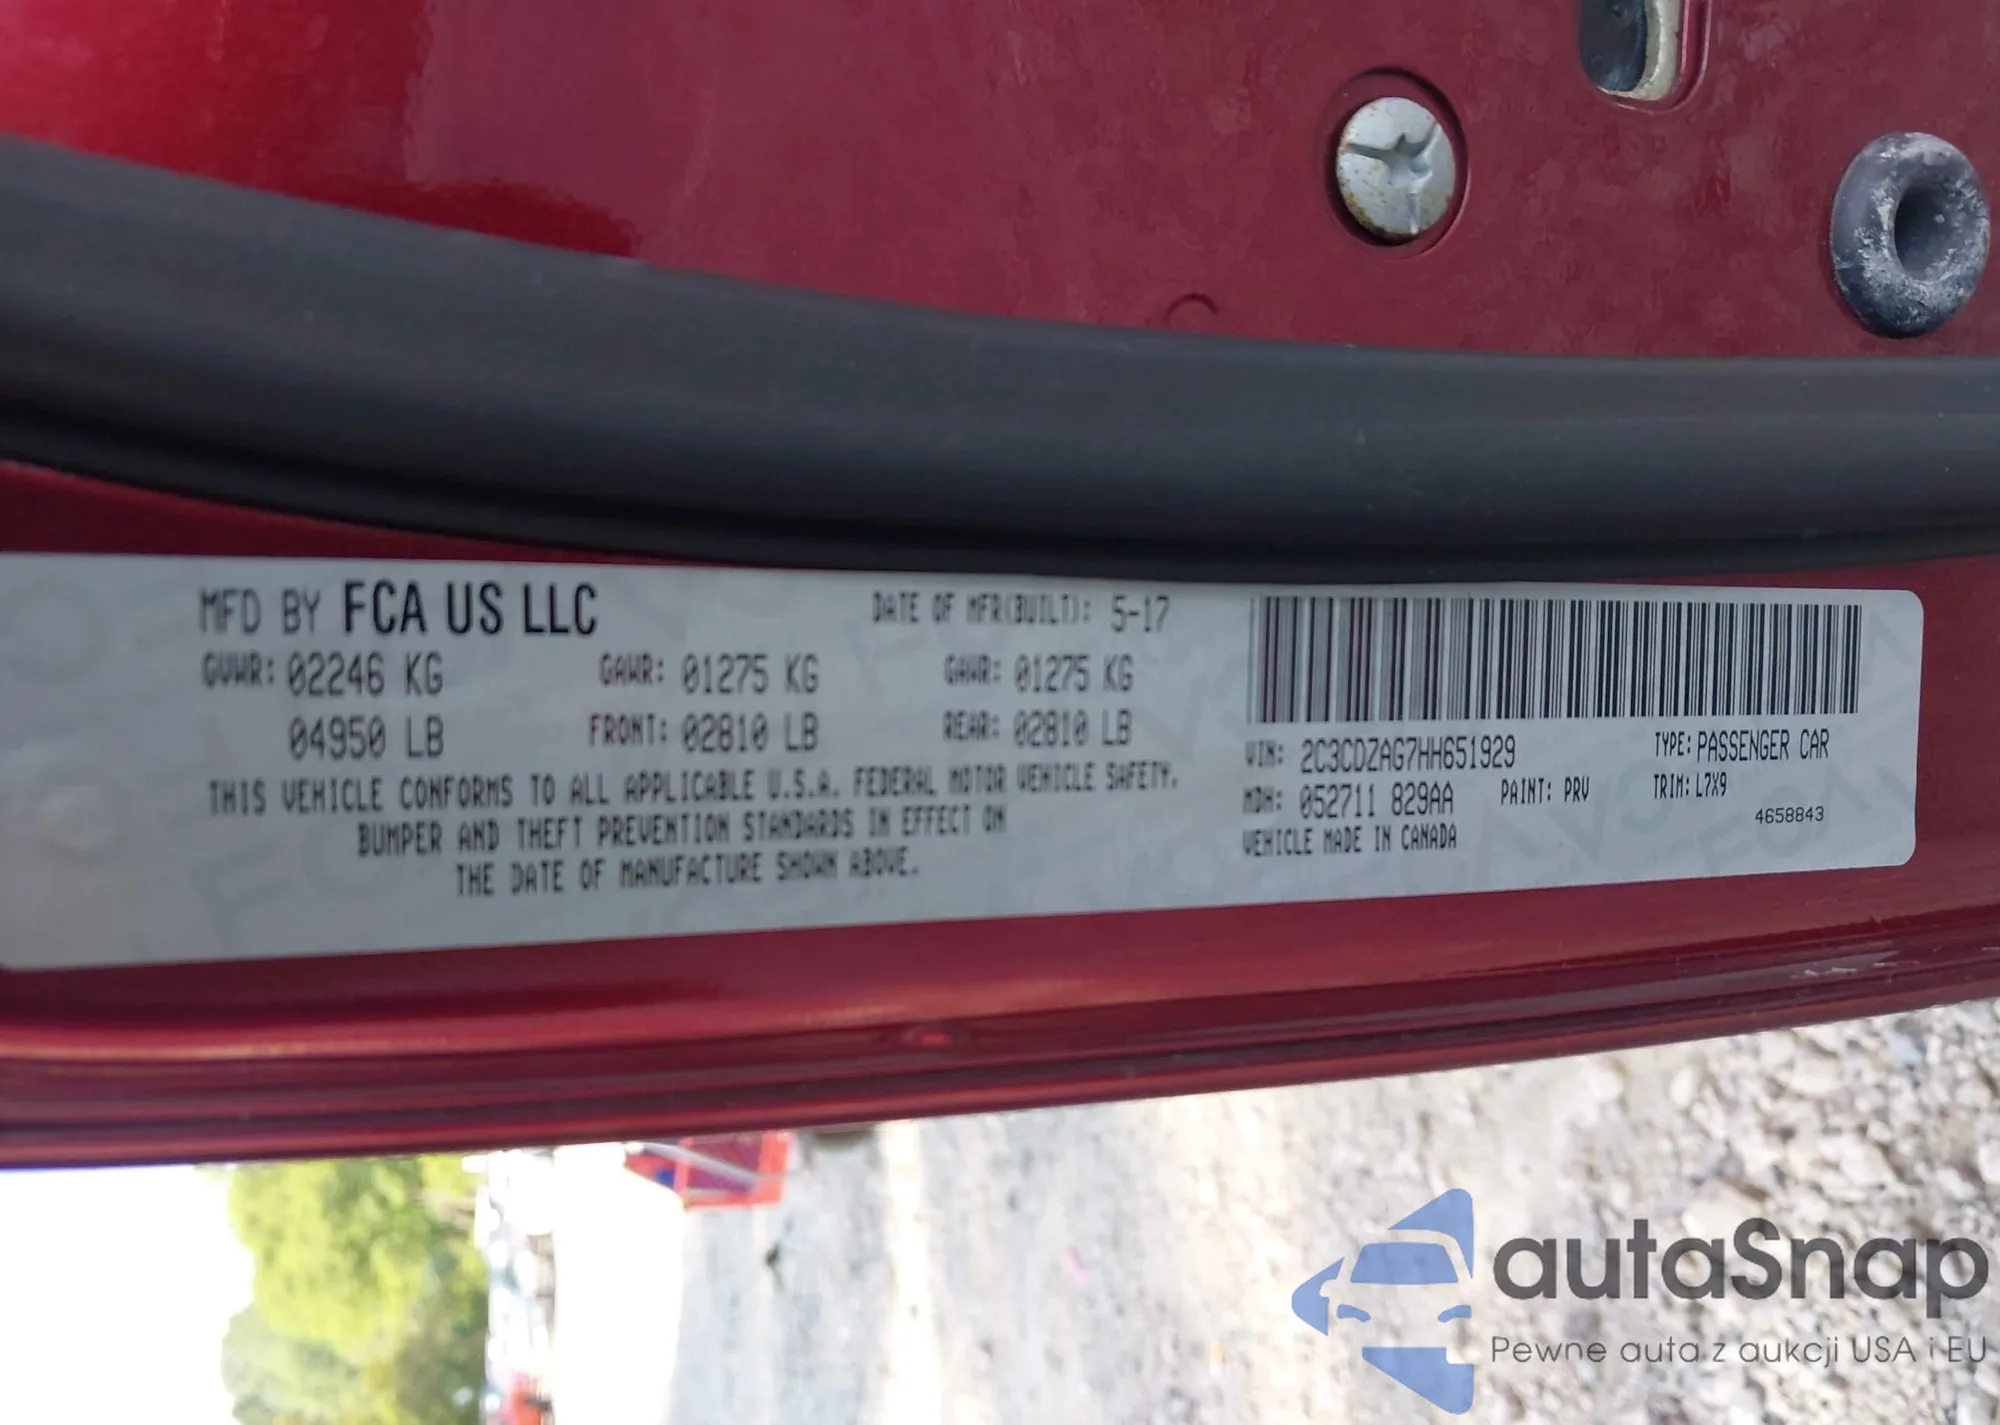 MFD BY FCA US LLC DATE OF MFR(BUILT): 5-17
GVWR: 02246 KG GAWR: 01275 KG GAWR: 01275 KG
04950 LB FRONT: 02810 LB REAR: 02810 LB
THIS VEHICLE CONFORMS TO ALL APPLICABLE U.S.A. FEDERAL MOTOR VEHICLE SAFETY.
BUMPER AND THEFT PREVENTION STANDARDS IN EFFECT ON
THE DATE OF MANUFACTURE SHOWN ABOVE.
VIN: 2C3CDZAG7HH651929 TYPE: PASSENGER CAR
MDH: 052711 829AA PAINT: PRV TRIM: L7X9
VEHICLE MADE IN CANADA 4658843
autaSnap
Pewne auta z aukcji USA i EU